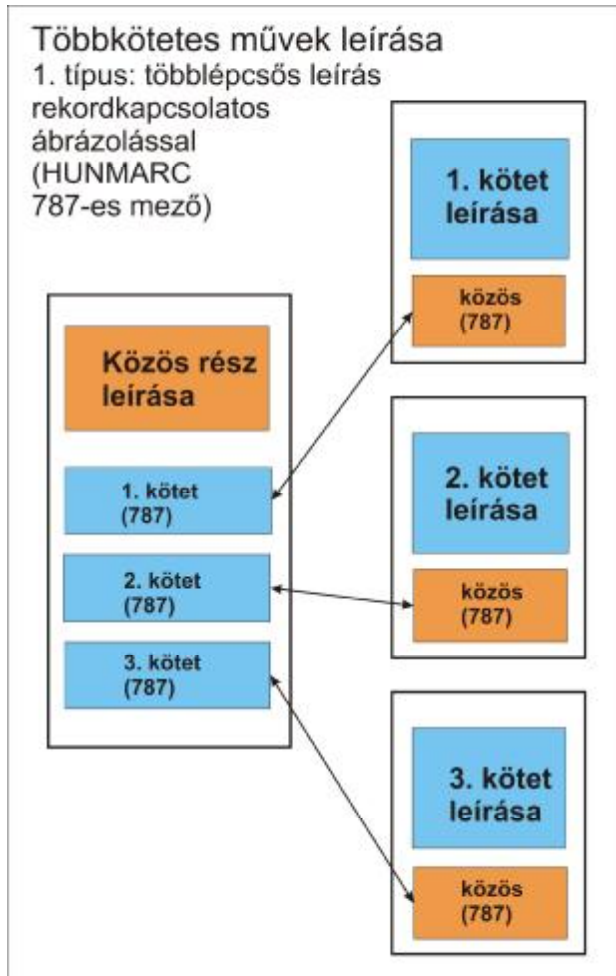 Többkötetes művek leírása
1. típus: többlépcsős leírás
rekordkapcsolatos
ábrázolással
(HUNMARC
787-es mező)
Közös rész
leírása
1. kötet
(787)
2. kötet
(787)
3. kötet
(787)
1. kötet
leírása
közös
(787)
2. kötet
leírása
közös
(787)
3. kötet
leírása
közös
(787)